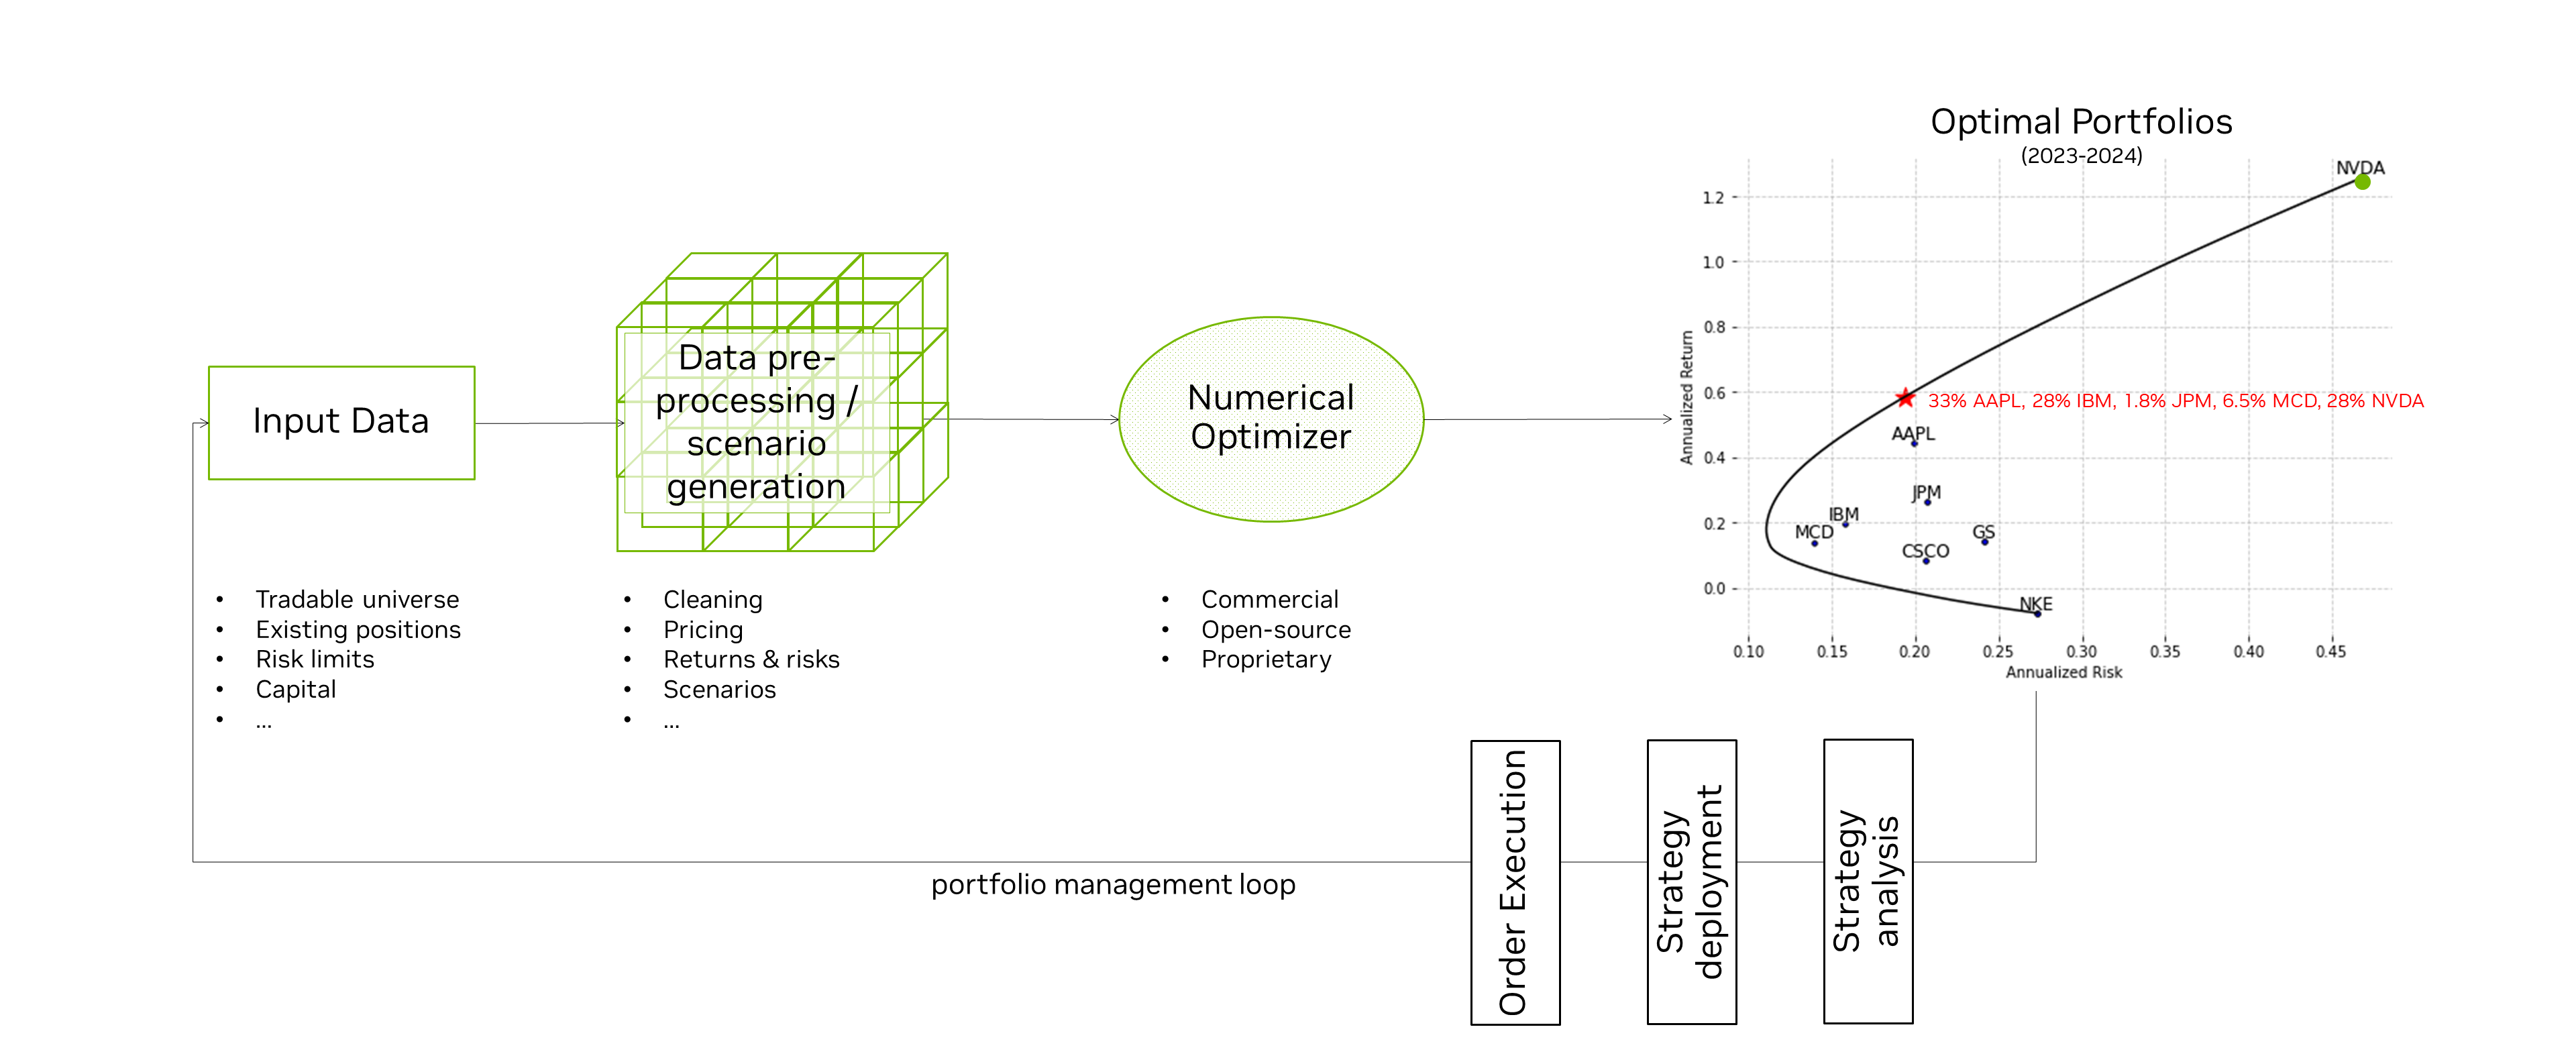 Optimal Portfolios
(2023-2024)
Input Data
Data pre-
processing /
scenario
generation
Numerical
Optimizer
• Tradable universe
• Existing positions
• Risk limits
• Capital
• ...
• Cleaning
• Pricing
• Returns & risks
• Scenarios
• ...
• Commercial
• Open-source
• Proprietary
Annualized Return
1.2
1.0
0.8
0.6
0.4
0.2
0.0
NVDA
33% AAPL, 28% IBM, 1.8% JPM, 6.5% MCD, 28% NVDA
AAPL
JPM
IBM
MCD
GS
CSCO
NKE
0.10 0.15 0.20 0.25 0.30 0.35 0.40 0.45
Annualized Risk
Order Execution
Strategy
deployment
Strategy
analysis
portfolio management loop